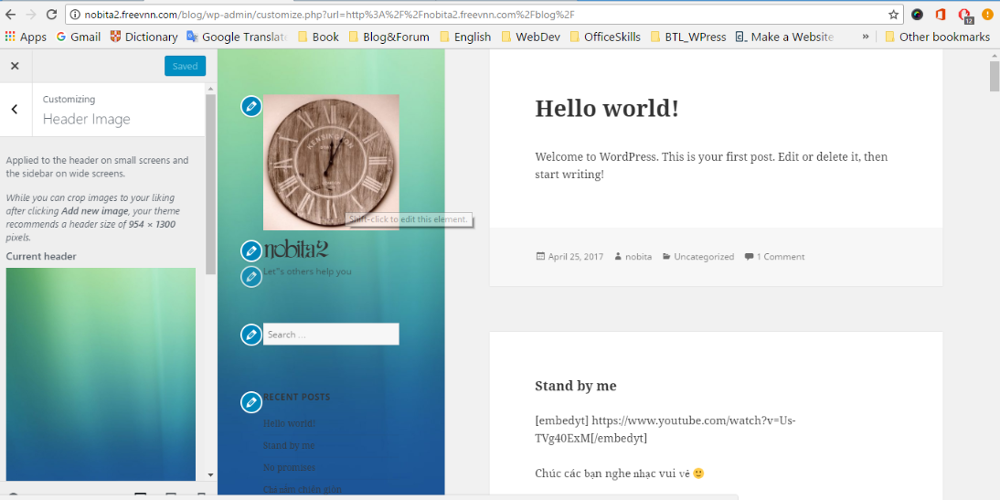 nobita2.freevnn.com/blog/wp-admin/customize.php?url=http%3A%2F%2Fnobita2.freevnn.com%2Fblog%2F
12
Apps Gmail Dictionary Google Translate Book Blog&Forum English WebDev OfficeSkills BTL_WPress Make a Website » Other bookmarks
Saved
Customizing
Header Image
Applied to the header on small screens and
the sidebar on wide screens.
While you can crop images to your liking
after clicking Add new image, your theme
recommends a header size of 954 × 1300
pixels.
Current header
KENSINGTON
Shift-click to edit this element.
nobita2
Let"s others help you
Search ...
RECENT POSTS
Hello world!
Stand by me
No promises
Hello world!
Welcome to WordPress. This is your first post. Edit or delete it, then
start writing!
April 25, 2017 nobita Uncategorized 1 Comment
Stand by me
[embedyt] https://www.youtube.com/watch?v=Us-
TVg40ExM[/embedyt]
Chúc các bạn nghe nhạc vui vẻ 🙂